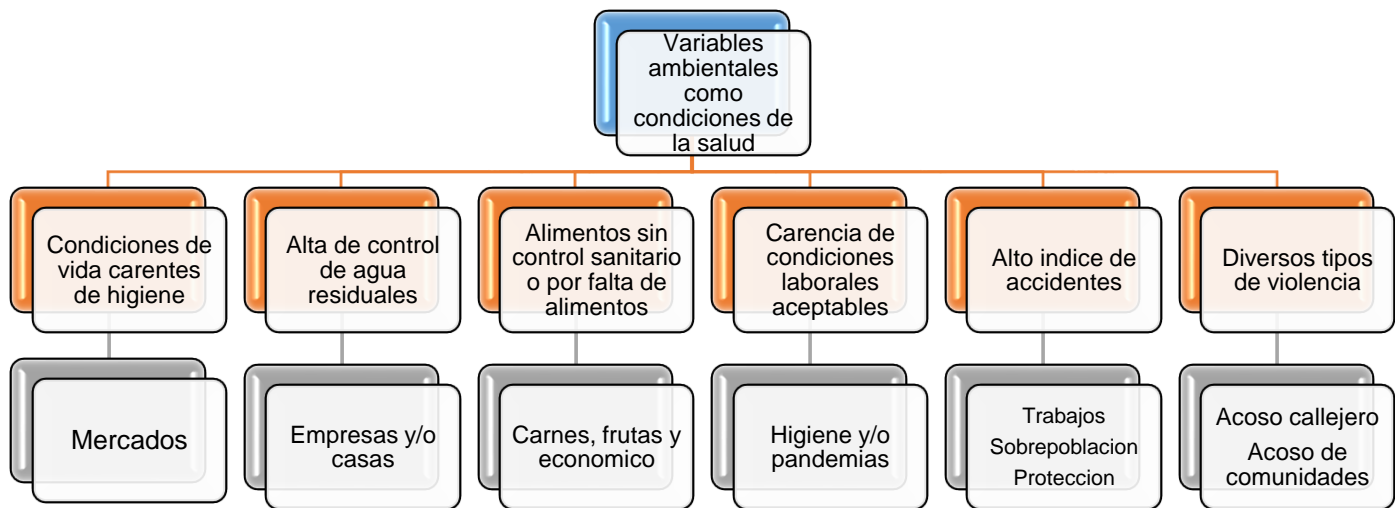 Variables
ambientales
como
condiciones de
la salud
Condiciones de
vida carentes
de higiene
Alta de control
de agua
residuales
Alimentos sin
control sanitario
o por falta de
alimentos
Carencia de
condiciones
laborales
aceptables
Alto indice de
accidentes
Diversos tipos
de violencia
Mercados
Empresas y/o
casas
Carnes, frutas y
economico
Higiene y/o
pandemias
Trabajos
Sobrepoblacion
Proteccion
Acoso callejero
Acoso de
comunidades